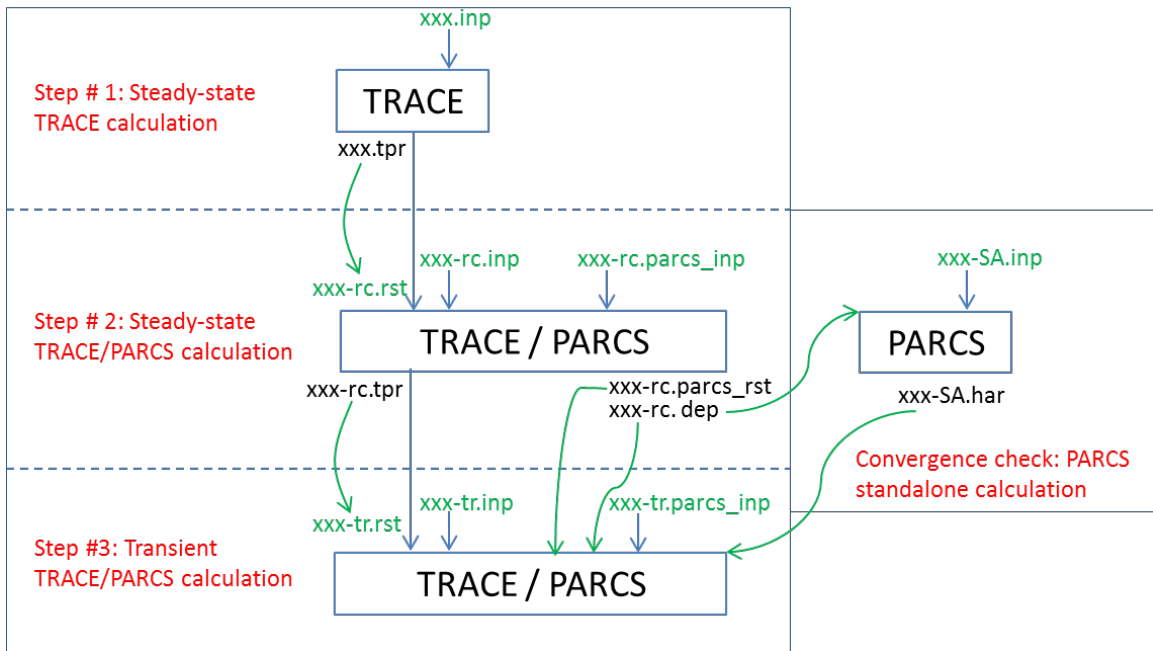 xxx.inp
Step # 1: Steady-state
TRACE calculation
TRACE
xxx.tpr
xxx-rc.inp
xxx-rc.parcs_inp
xxx-SA.inp
xxx-rc.rst
Step # 2: Steady-state
TRACE/PARCS calculation
TRACE / PARCS
PARCS
xxx-rc.tpr
xxx-rc.parcs_rst
xxx-rc. dep
xxx-SA.har
Convergence check: PARCS
standalone calculation
xxx-tr.inp
xxx-tr.parcs_inp
xxx-tr.rst
Step #3: Transient
TRACE/PARCS calculation
TRACE / PARCS